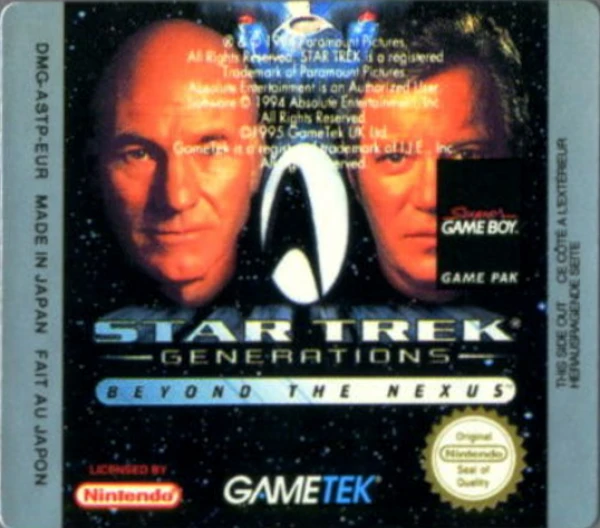 DMG-ASTP-EUR MADE IN JAPAN FAIT AU JAPON
® & © 1994 Paramount Pictures.
All Rights Reserved. STAR TREK is a registered
Trademark of Paramount Pictures.
Absolute Entertainment is an Authorized User
Software © 1994 Absolute Entertainment, Inc.
All Rights Reserved.
©1995 GameTek UK Ltd.
GameTek is a registered trademark of I.J.E., Inc.
All Rights Reserved.
Super
GAME BOY
GAME PAK
THIS SIDE OUT CE CÔTÉ A L'EXTÉRIEUR
HERAUSRAGENDE SEITE
STAR TREK®
GENERATIONS
BEYOND THE NEXUS™
LICENSED BY
Nintendo
GAMETEK®
Original
Nintendo
Seal of
Quality